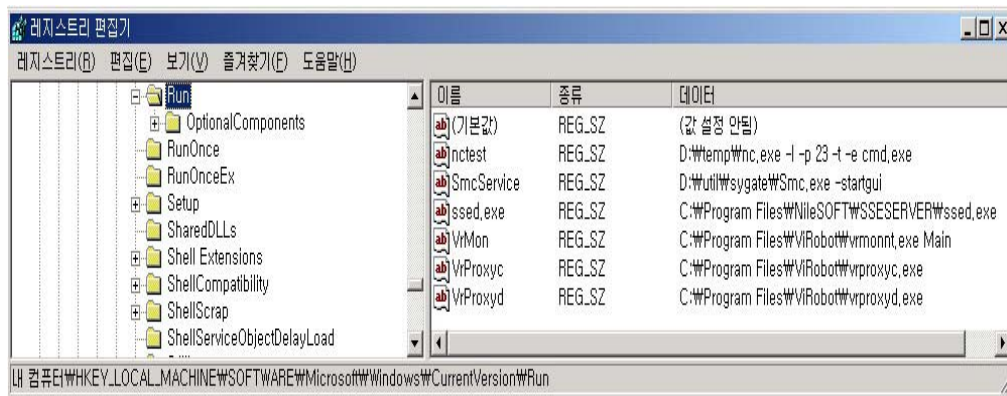 레지스트리 편집기
레지스트리(R) 편집(E) 보기(V) 즐겨찾기(F) 도움말(H)
Run
OptionalComponents
RunOnce
RunOnceEx
Setup
SharedDLLs
Shell Extensions
ShellCompatibility
ShellScrap
ShellServiceObjectDelayLoad
이름 종류 데이터
(기본값) REG_SZ (값 설정 안됨)
nctest REG_SZ D:₩temp₩nc.exe -l -p 23 -t -e cmd.exe
SmcService REG_SZ D:₩util₩sygate₩Smc.exe -startgui
ssed.exe REG_SZ C:₩Program Files₩NileSOFT₩SSESERVER₩ssed.exe
VrMon REG_SZ C:₩Program Files₩ViRobot₩vrmonnt.exe Main
VrProxyc REG_SZ C:₩Program Files₩ViRobot₩vrproxyc.exe
VrProxyd REG_SZ C:₩Program Files₩ViRobot₩vrproxyd.exe
내 컴퓨터₩HKEY_LOCAL_MACHINE₩SOFTWARE₩Microsoft₩Windows₩CurrentVersion₩Run